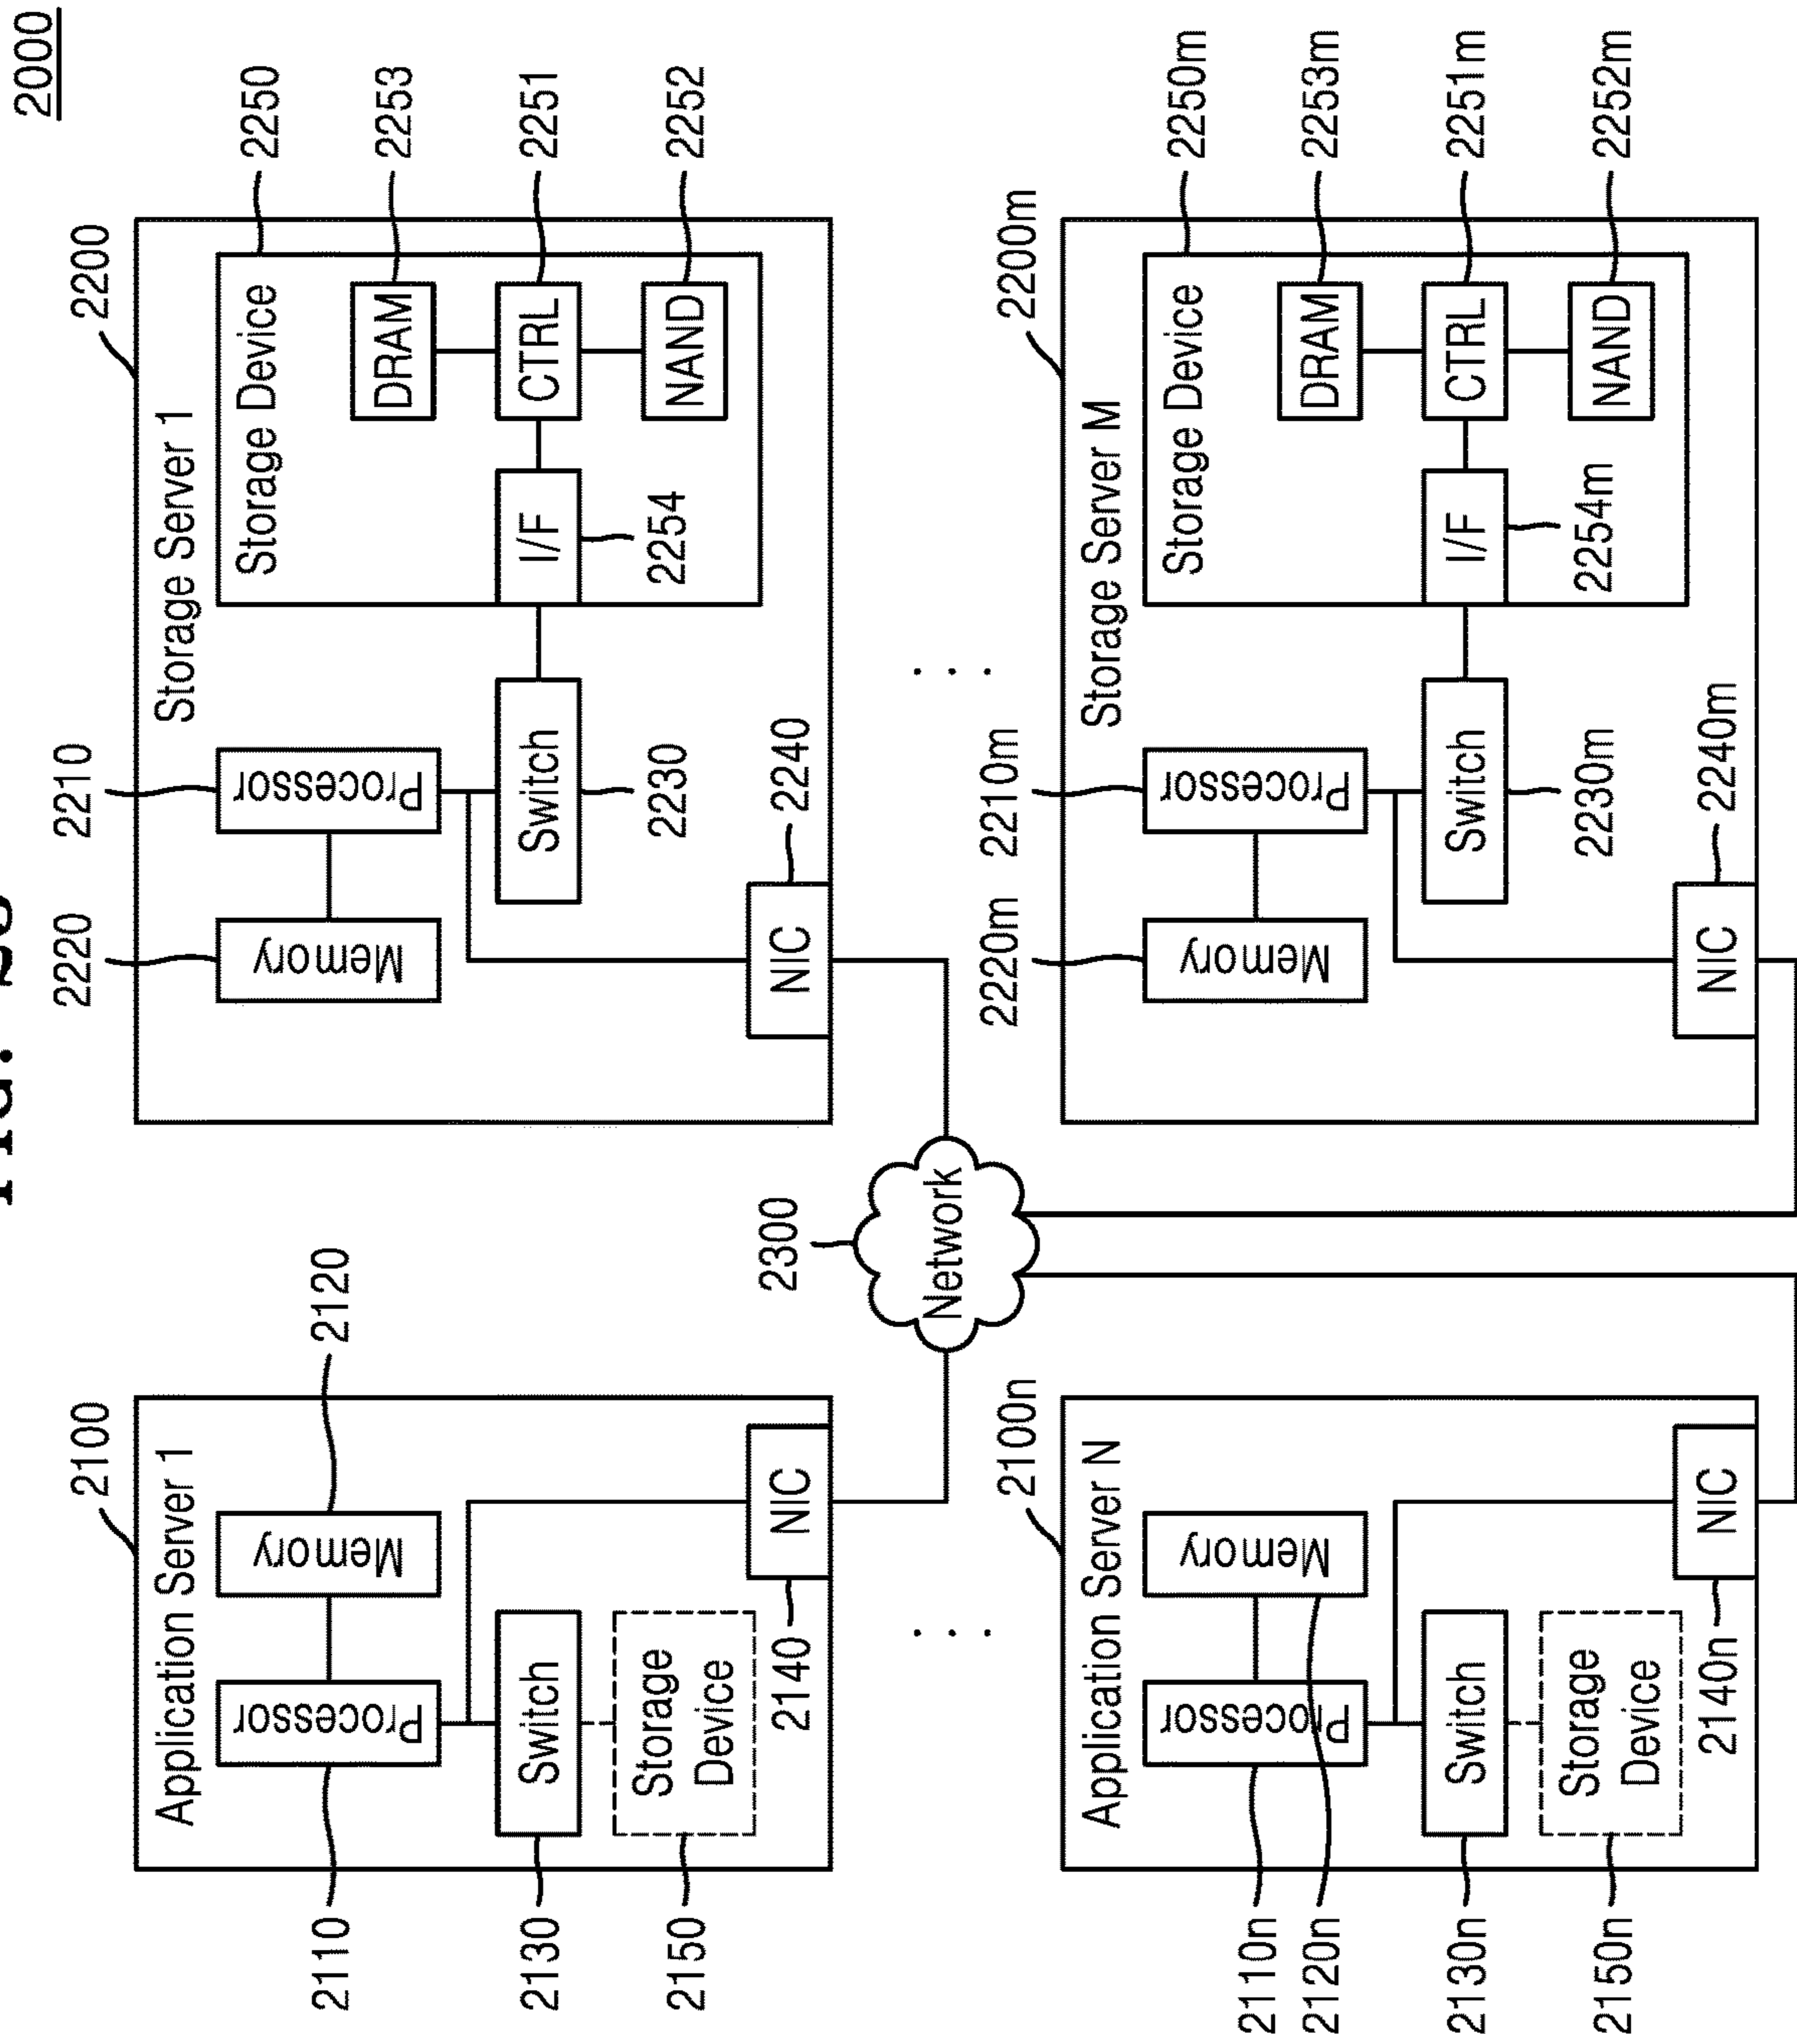 FIG.
2000
2100
2220
2210
2200
Application Server 1
Storage Server 1
2110
Processor
Memory
2120
Memory
Processor
Storage Device
2250
DRAM
2253
2130
Switch
Switch
I/F
CTRL
2251
2150
Storage
Device
2230
2254
NAND
2252
2140
NIC
2300
NIC
2240
. . .
Network
. . .
2100n
2220m
2210m
2200m
Application Server N
Storage Server M
2110n
Processor
Memory
Memory
Processor
Storage Device
2250m
2120n
DRAM
2253m
2130n
Switch
Switch
I/F
CTRL
2251m
2150n
Storage
Device
2230m
2254m
NAND
2252m
2140n
NIC
NIC
2240m